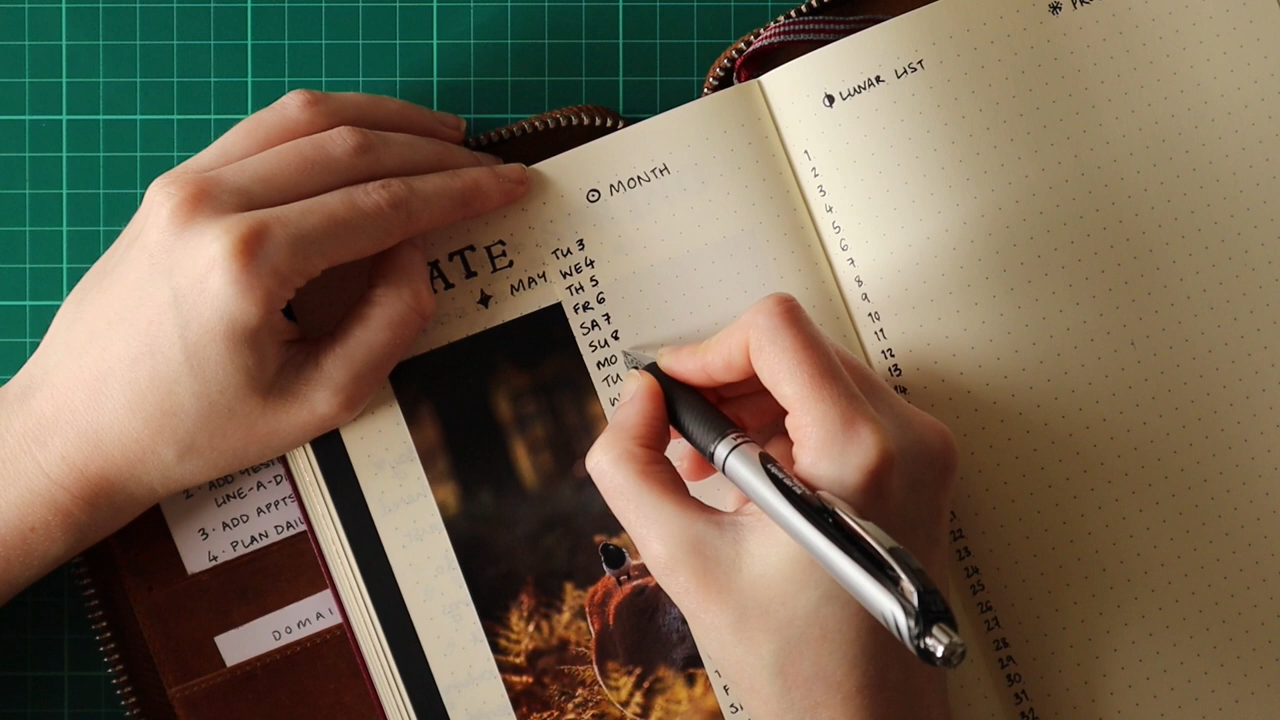 MONTH
ATE
MAY TU 3
WE 4
TH 5
FR 6
SA 7
SU 8
MO
TU
W
F
2. ADD
LINE-A-D
3. ADD APPTS
4. PLAN DAIL
DOMAI
LUNAR LIST
1
2
3
4
5
6
7
8
9
10
11
12
13
14
22
23
24
25
26
27
28
29
30
31
32